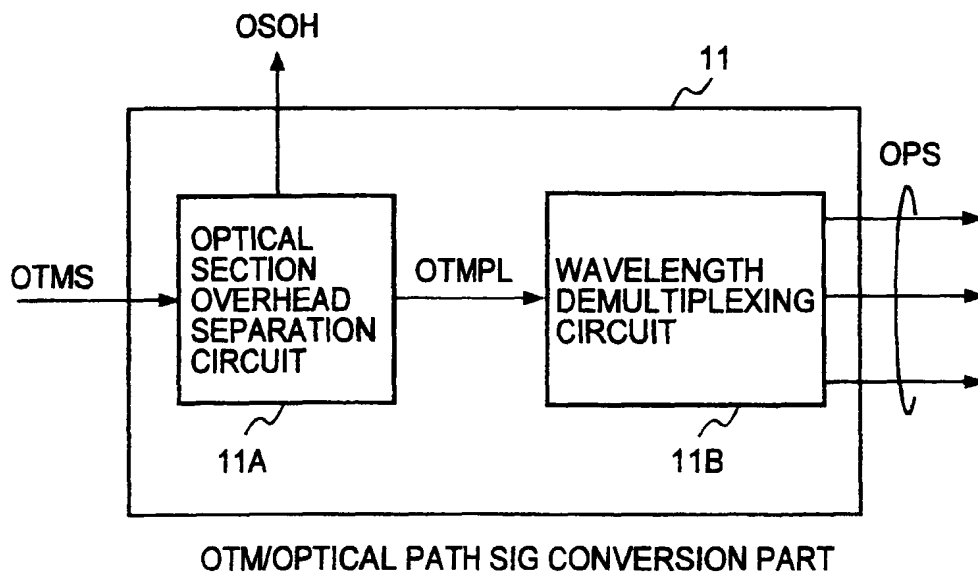 OSOH
11
OPS
OTMS
OPTICAL
SECTION
OVERHEAD
SEPARATION
CIRCUIT
OTMPL
WAVELENGTH
DEMULTIPLEXING
CIRCUIT
11A
11B
OTM/OPTICAL PATH SIG CONVERSION PART